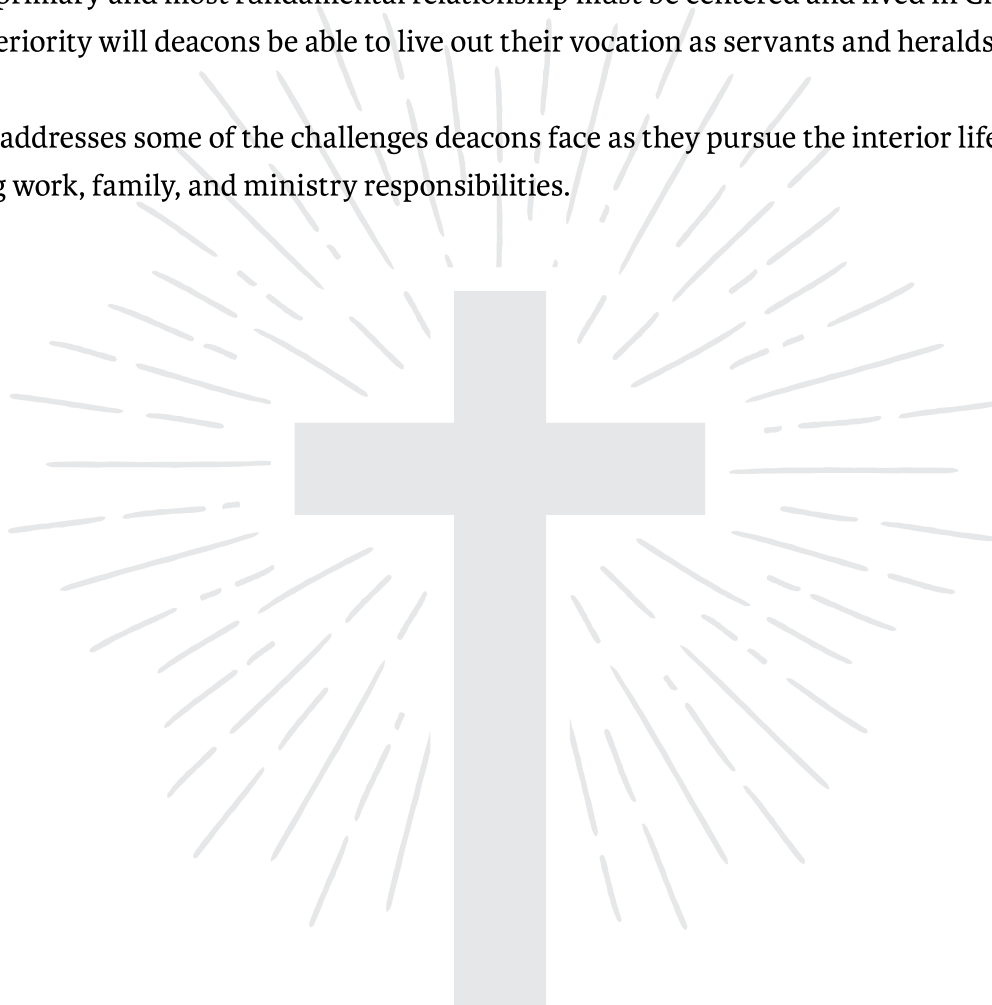 primary and most fundamental relationship must be centered and lived in
eriority will deacons be able to live out their vocation as servants and heralds
addresses some of the challenges deacons face as they pursue the interior life
g work, family, and ministry responsibilities.